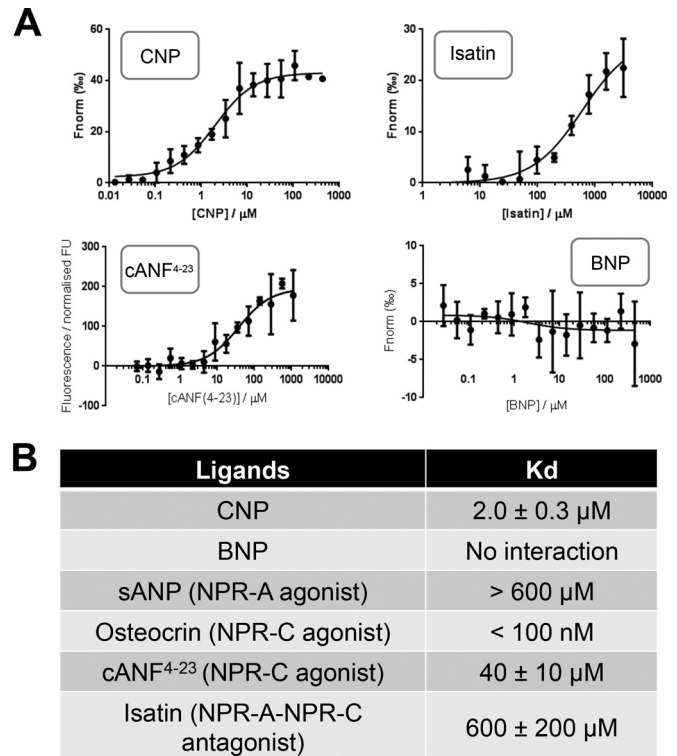 A
CNP
Fnorm (‰)
60
40
20
0
0.01 0.1 1 10 100 1000
[CNP] / µM
Isatin
Fnorm (‰)
30
20
10
0
1 10 100 1000 10000
[Isatin] / µM
cANF4-23
Fluorescence / normalised FU
300
200
100
0
-100
0.1 1 10 100 1000 10000
[cANF(4-23)] / µM
BNP
Fnorm (‰)
10
5
0
-5
-10
0.1 1 10 100 1000
[BNP] / µM
B
Ligands Kd
CNP 2.0 ± 0.3 µM
BNP No interaction
sANP (NPR-A agonist) > 600 µM
Osteocrin (NPR-C agonist) < 100 nM
cANF4-23 (NPR-C agonist) 40 ± 10 µM
Isatin (NPR-A-NPR-C
antagonist) 600 ± 200 µM